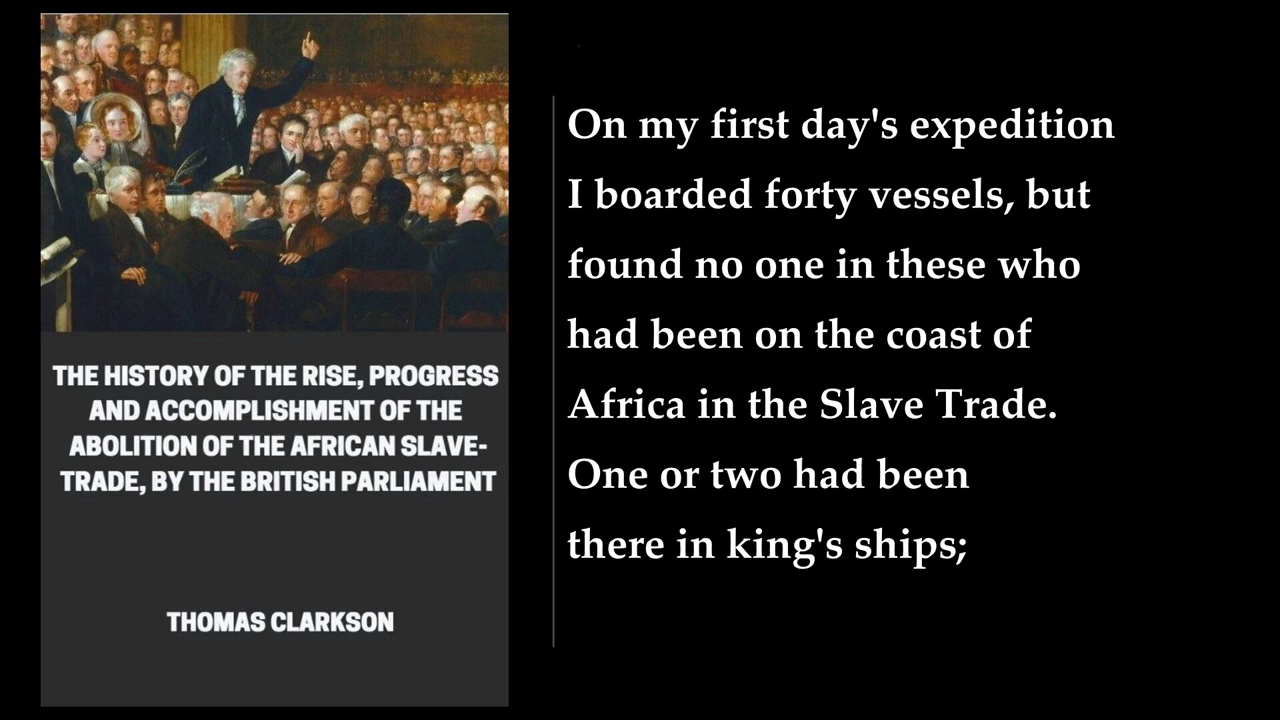 THE HISTORY OF THE RISE, PROGRESS
AND ACCOMPLISHMENT OF THE
ABOLITION OF THE AFRICAN SLAVE-
TRADE, BY THE BRITISH PARLIAMENT
THOMAS CLARKSON
On my first day's expedition
I boarded forty vessels, but
found no one in these who
had been on the coast of
Africa in the Slave Trade.
One or two had been
there in king's ships;